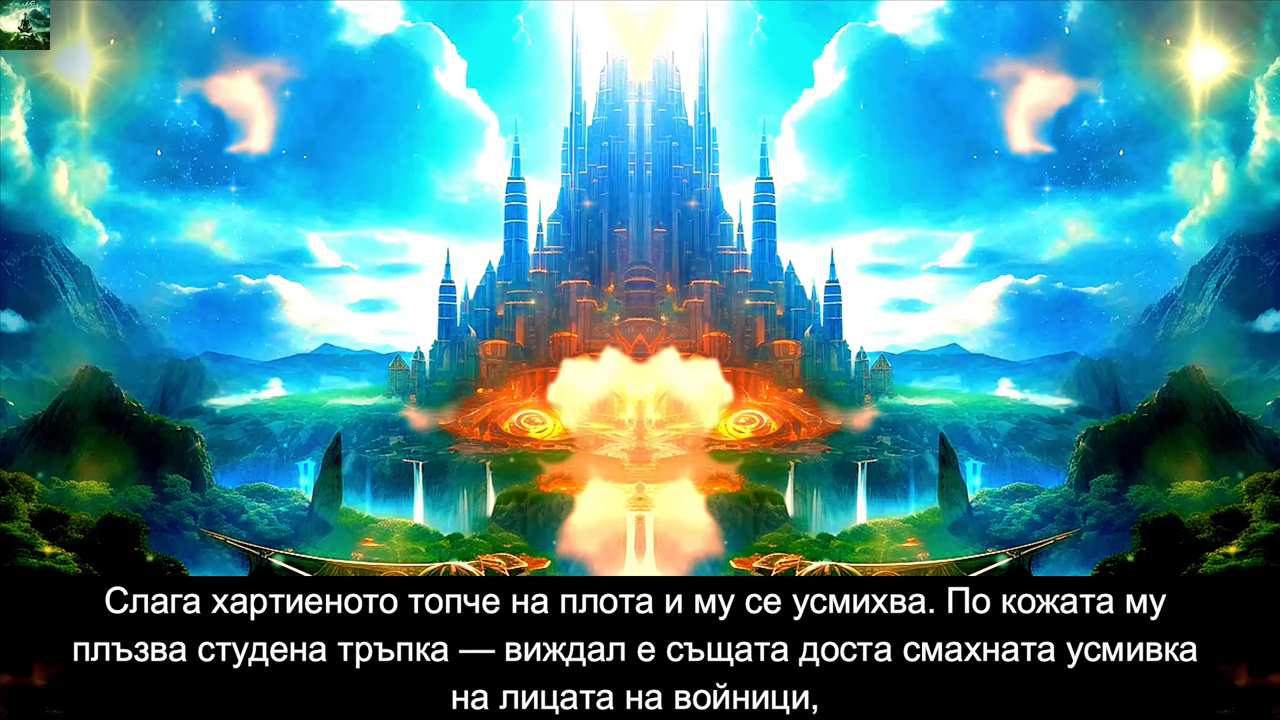 Слага хартиеното топче на плота и му се усмихва. По кожата му
плъзва студена тръпка — виждал е същата доста смахната усмивка
на лицата на войници,